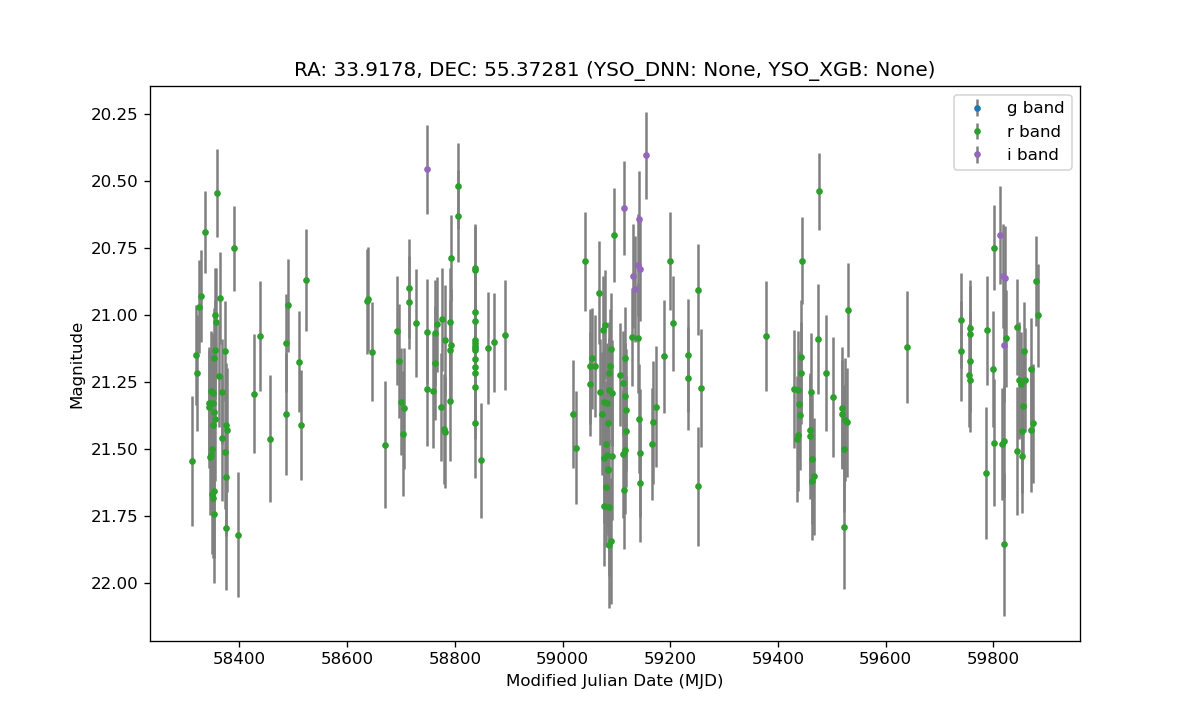 RA: 33.9178, DEC: 55.37281 (YSO_DNN: None, YSO_XGB: None)
g band
r band
i band
20.25
20.50
20.75
21.00
21.25
21.50
21.75
22.00
Magnitude
58400 58600 58800 59000 59200 59400 59600 59800
Modified Julian Date (MJD)